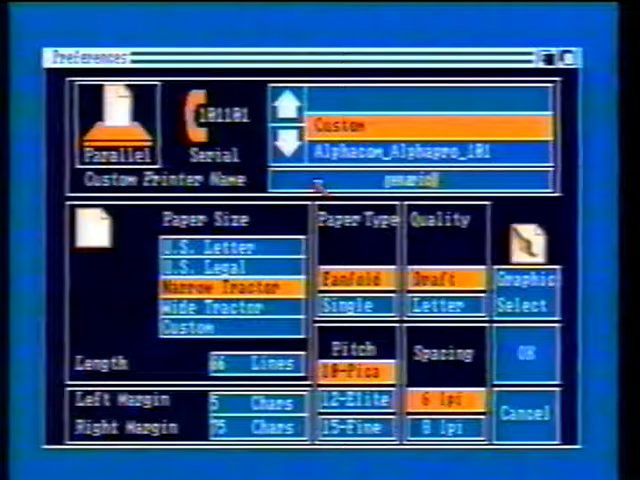 Preferences
Parallel
101101
Serial
Custom
Alphacom_Alphapro_101
Custom Printer Name
generic
Paper Size
U.S. Letter
U.S. Legal
Narrow Tractor
Wide Tractor
Custom
Length
66 Lines
Left Margin
5 Chars
Right Margin
75 Chars
Paper Type
Fanfold
Single
Quality
Draft
Letter
Graphic
Select
Pitch
10-Pica
12-Elite
15-Fine
Spacing
6 lpi
8 lpi
OK
Cancel